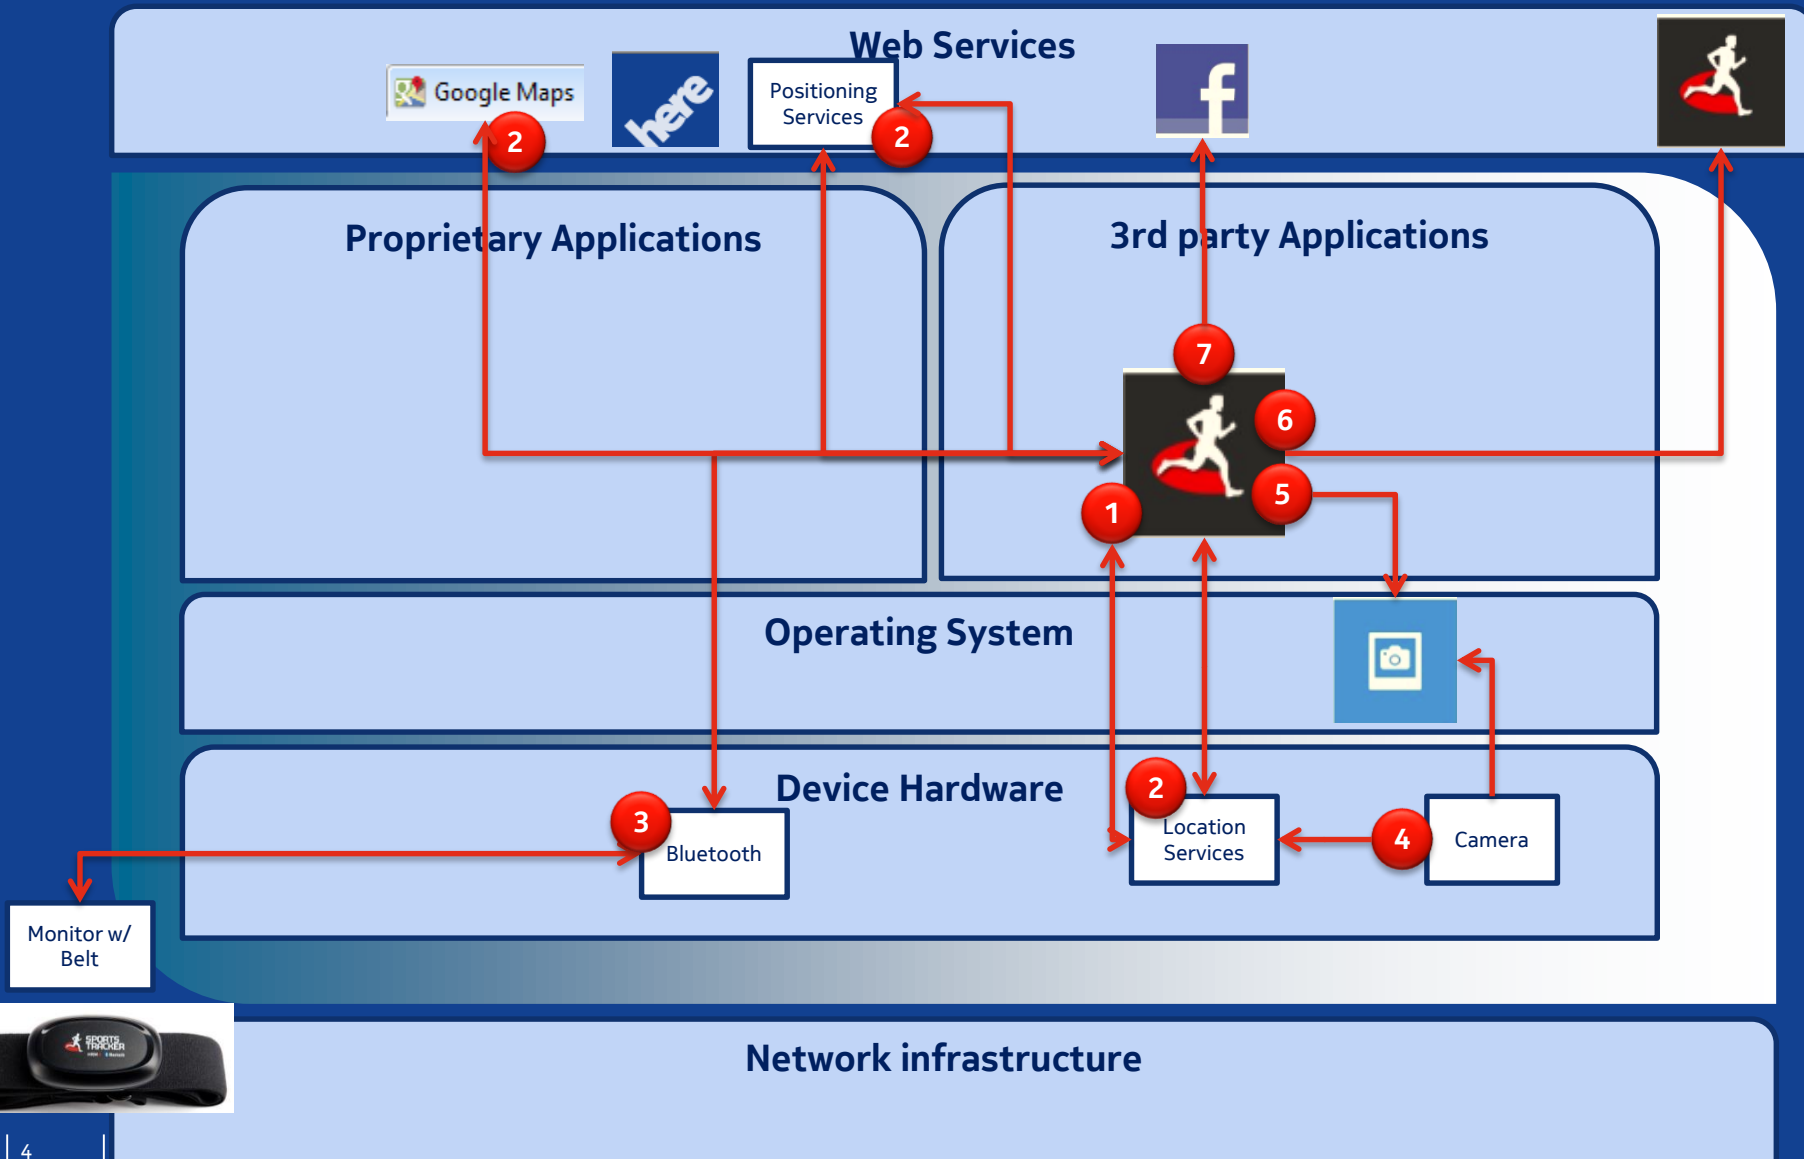 Web Services
Google Maps
here
Positioning
Services
f
2
2
Proprietary Applications
3rd party Applications
7
6
5
1
Operating System
Device Hardware
2
Location
Services
3
Bluetooth
4
Camera
Monitor w/
Belt
SPORTS
TRACKER
Network infrastructure
4